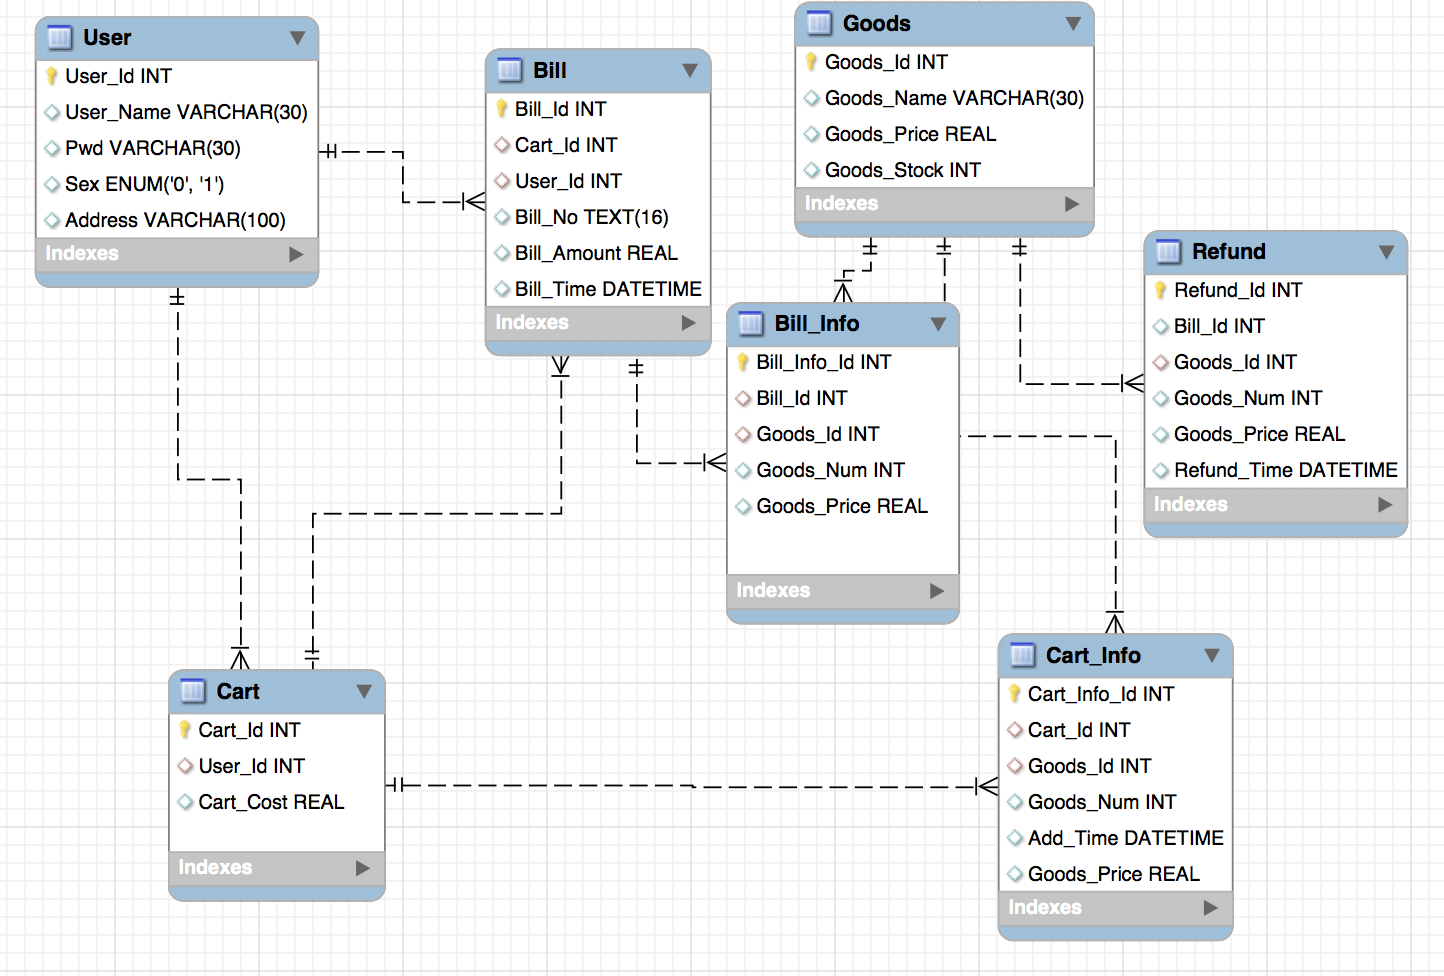 User
User_Id INT
User_Name VARCHAR(30)
Pwd VARCHAR(30)
Sex ENUM('0', '1')
Address VARCHAR(100)
Indexes
Bill
Bill_Id INT
Cart_Id INT
User_Id INT
Bill_No TEXT(16)
Bill_Amount REAL
Bill_Time DATETIME
Indexes
Goods
Goods_Id INT
Goods_Name VARCHAR(30)
Goods_Price REAL
Goods_Stock INT
Indexes
Refund
Refund_Id INT
Bill_Id INT
Goods_Id INT
Goods_Num INT
Goods_Price REAL
Refund_Time DATETIME
Indexes
Bill_Info
Bill_Info_Id INT
Bill_Id INT
Goods_Id INT
Goods_Num INT
Goods_Price REAL
Indexes
Cart
Cart_Id INT
User_Id INT
Cart_Cost REAL
Indexes
Cart_Info
Cart_Info_Id INT
Cart_Id INT
Goods_Id INT
Goods_Num INT
Add_Time DATETIME
Goods_Price REAL
Indexes